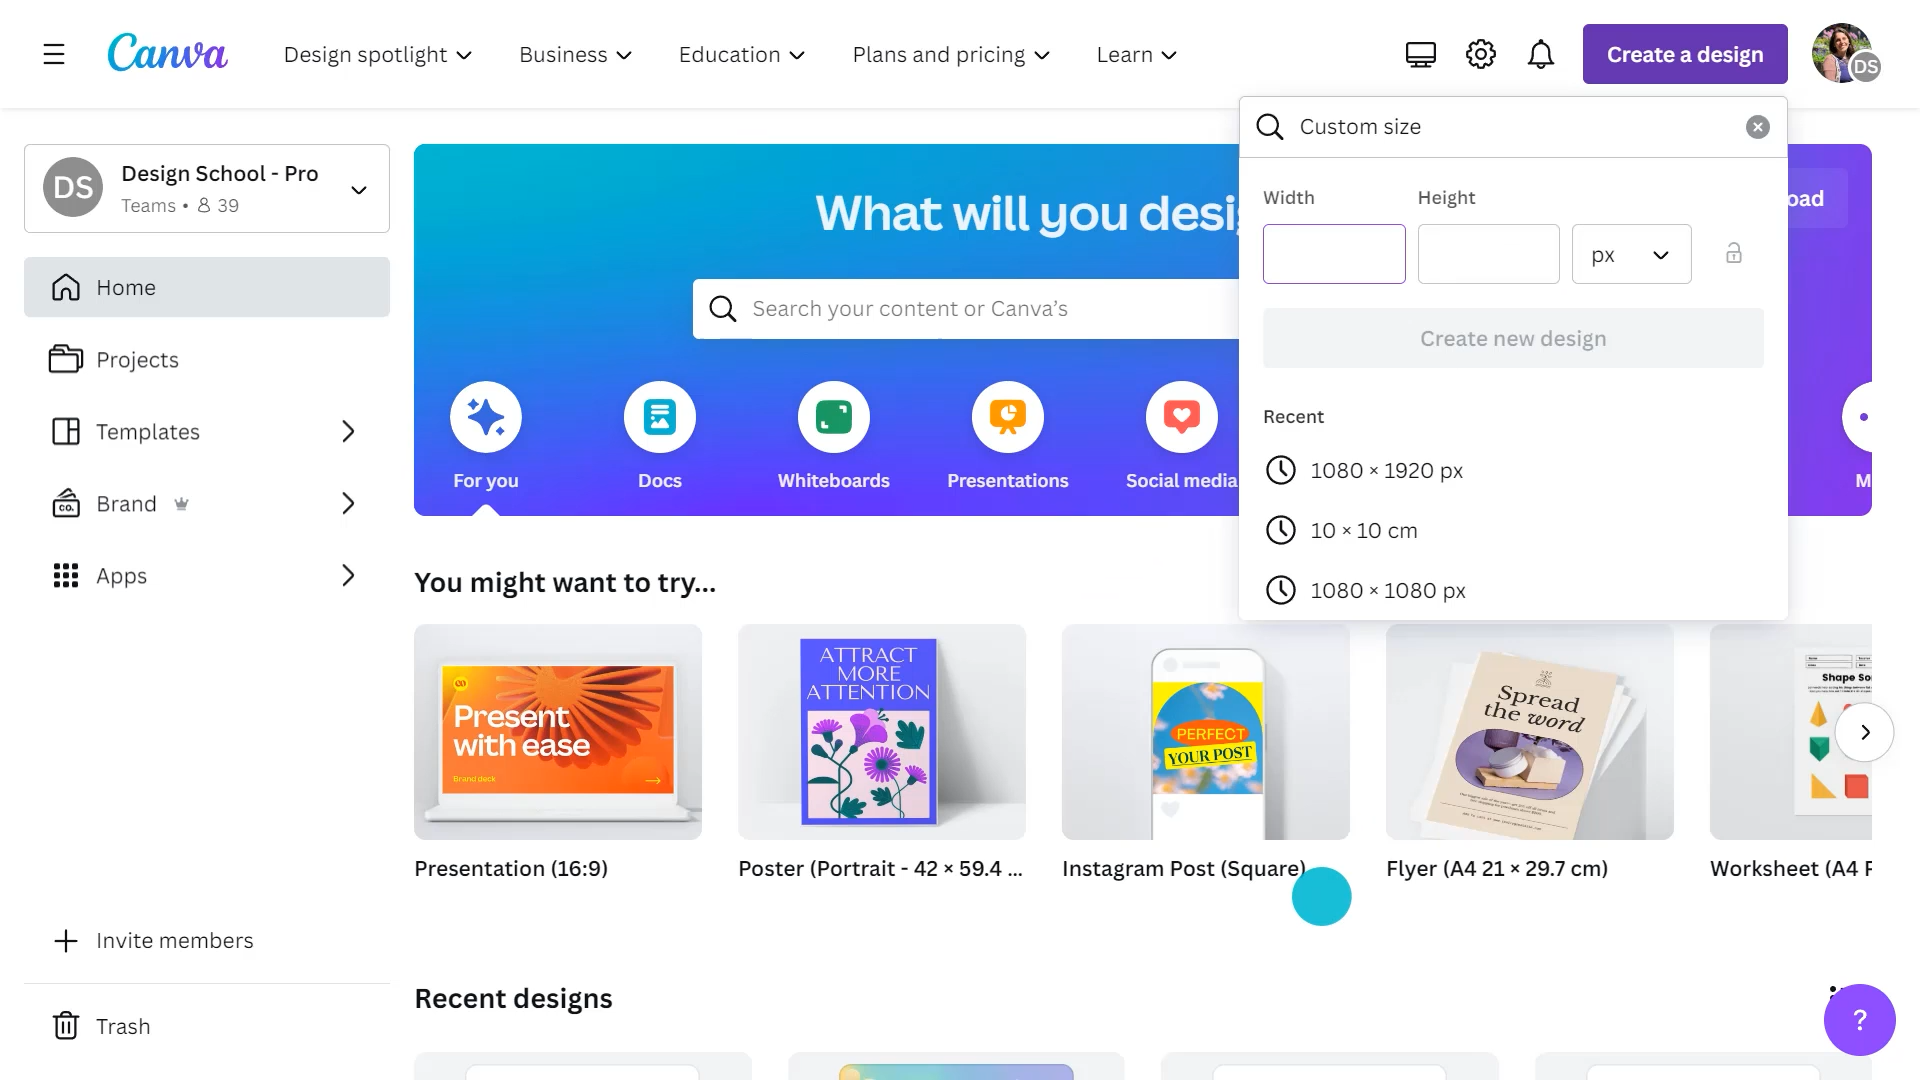 Canva
Design spotlight
Business
Education
Plans and pricing
Learn
Create a design
DS
Custom size
DS
Design School - Pro
Teams • 39
Home
Projects
Templates
Brand
CO.
Apps
Invite members
Trash
What will you desig
oad
Search your content or Canva's
For you
Docs
Whiteboards
Presentations
Social media
M
Width
Height
px
Create new design
Recent
1080 × 1920 px
10 × 10 cm
1080 × 1080 px
You might want to try...
Present
with ease
Brand deck
ATTRACT
MORE
ATTENTION
PERFECT
YOUR POST
Spread
the word
Shape So
Presentation (16:9)
Poster (Portrait - 42 × 59.4 ...
Instagram Post (Square)
Flyer (A4 21 × 29.7 cm)
Worksheet (A4 P
Recent designs
?